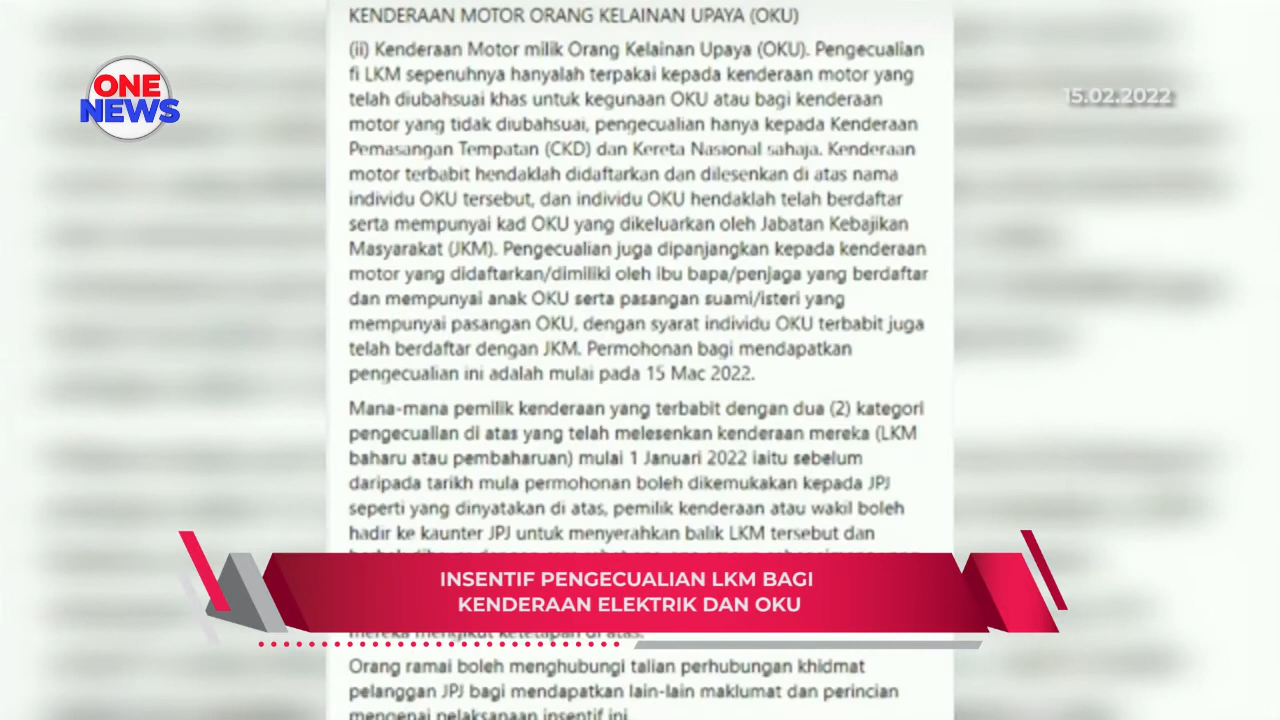 KENDERAAN MOTOR ORANG KELAINAN UPAYA (OKU)
(ii) Kenderaan Motor milik Orang Kelainan Upaya (OKU). Pengecualian
fi LKM sepenuhnya hanyalah terpakai kepada kenderaan motor yang
telah diubahsuai khas untuk kegunaan OKU atau bagi kenderaan
motor yang tidak diubahsuai, pengecualian hanya kepada Kenderaan
Pemasangan Tempatan (CKD) dan Kereta Nasional sahaja. Kenderaan
motor terbabit hendaklah didaftarkan dan dilesenkan di atas nama
individu OKU tersebut, dan individu OKU hendaklah telah berdaftar
serta mempunyai kad OKU yang dikeluarkan oleh Jabatan Kebajikan
Masyarakat (JKM). Pengecualian juga dipanjangkan kepada kenderaan
motor yang didaftarkan/dimiliki oleh ibu bapa/penjaga yang berdaftar
dan mempunyai anak OKU serta pasangan suami/isteri yang
mempunyai pasangan OKU, dengan syarat individu OKU terbabit juga
telah berdaftar dengan JKM. Permohonan bagi mendapatkan
pengecualian ini adalah mulai pada 15 Mac 2022.
Mana-mana pemilik kenderaan yang terbabit dengan dua (2) kategori
pengecualian di atas yang telah melesenkan kenderaan mereka (LKM
baharu atau pembaharuan) mulai 1 Januari 2022 iaitu sebelum
daripada tarikh mula permohonan boleh dikemukakan kepada JPJ
seperti yang dinyatakan di atas, pemilik kenderaan atau wakil boleh
hadir ke kaunter JPJ untuk menyerahkan balik LKM tersebut dan
mereka mengikut ketetapan di atas.
Orang ramai boleh menghubungi talian perhubungan khidmat
pelanggan JPJ bagi mendapatkan lain-lain maklumat dan perincian
mengenai pelaksanaan insentif ini.
ONE
NEWS
15.02.2022
INSENTIF PENGECUALIAN LKM BAGI
KENDERAAN ELEKTRIK DAN OKU